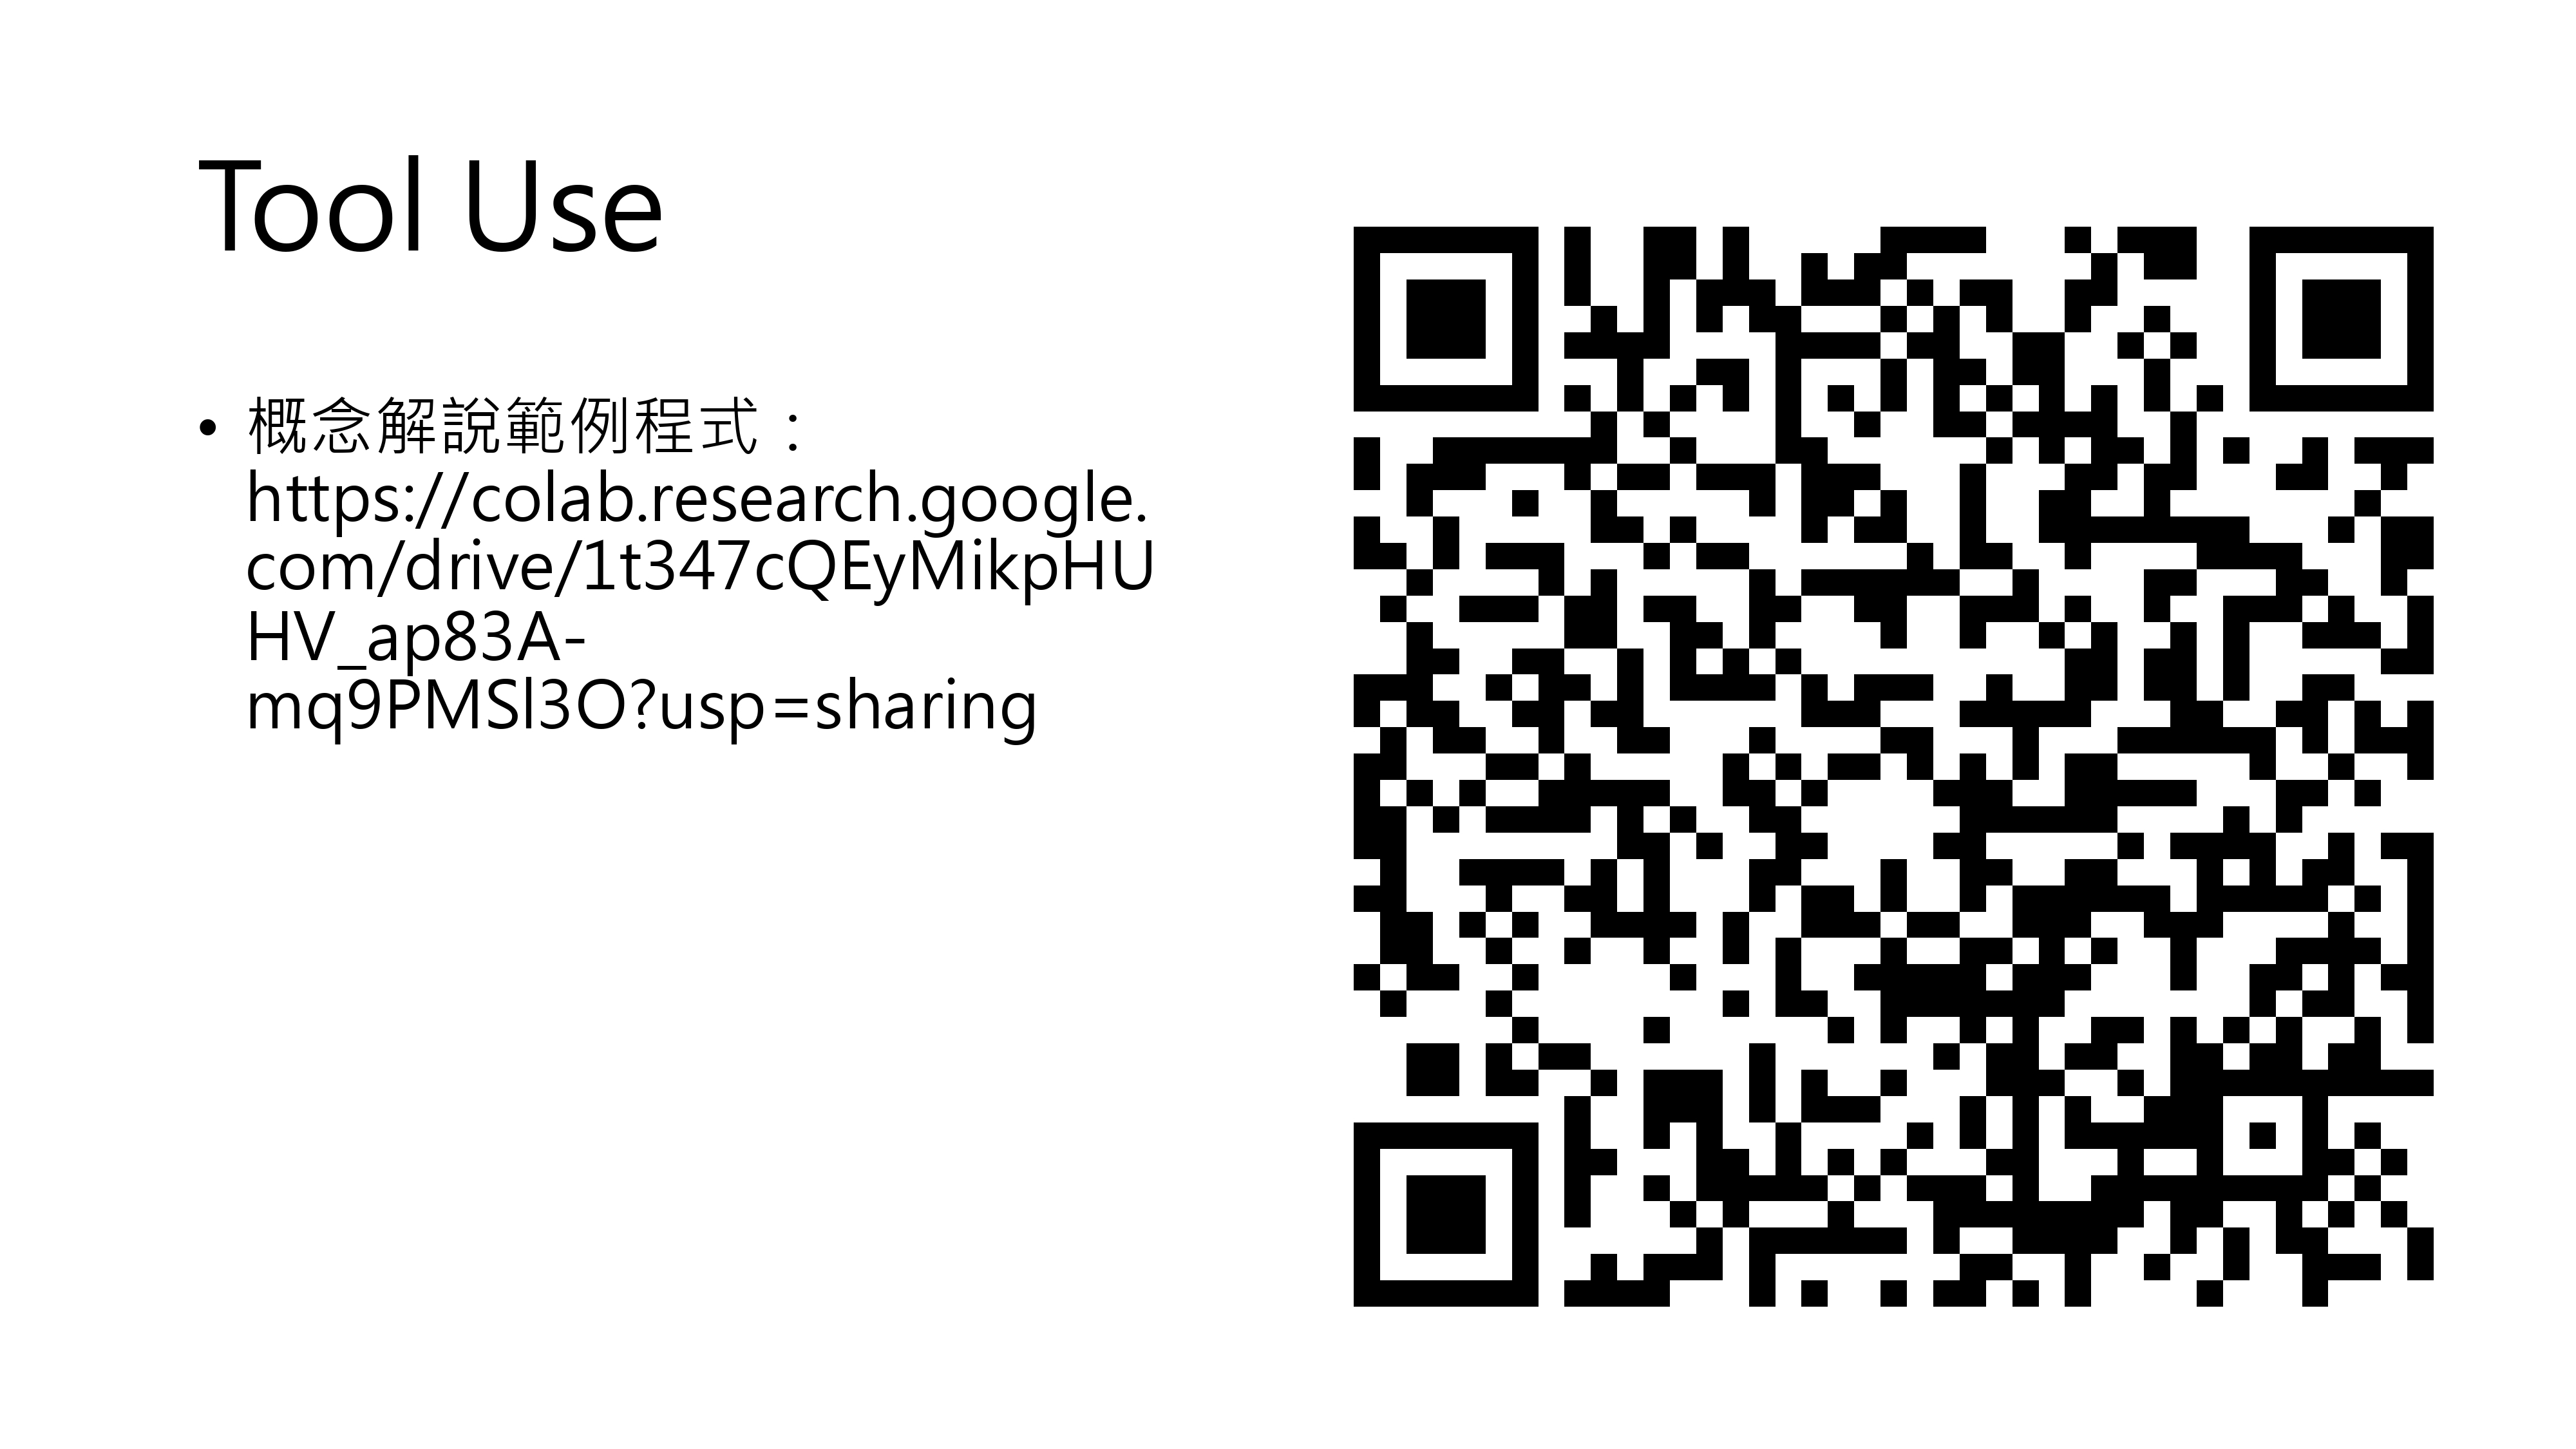 Tool Use
• 概念解說範例程式：
https://colab.research.google.
com/drive/1t347cQEyMikpHU
HV_ap83A-
mq9PMSl3O?usp=sharing